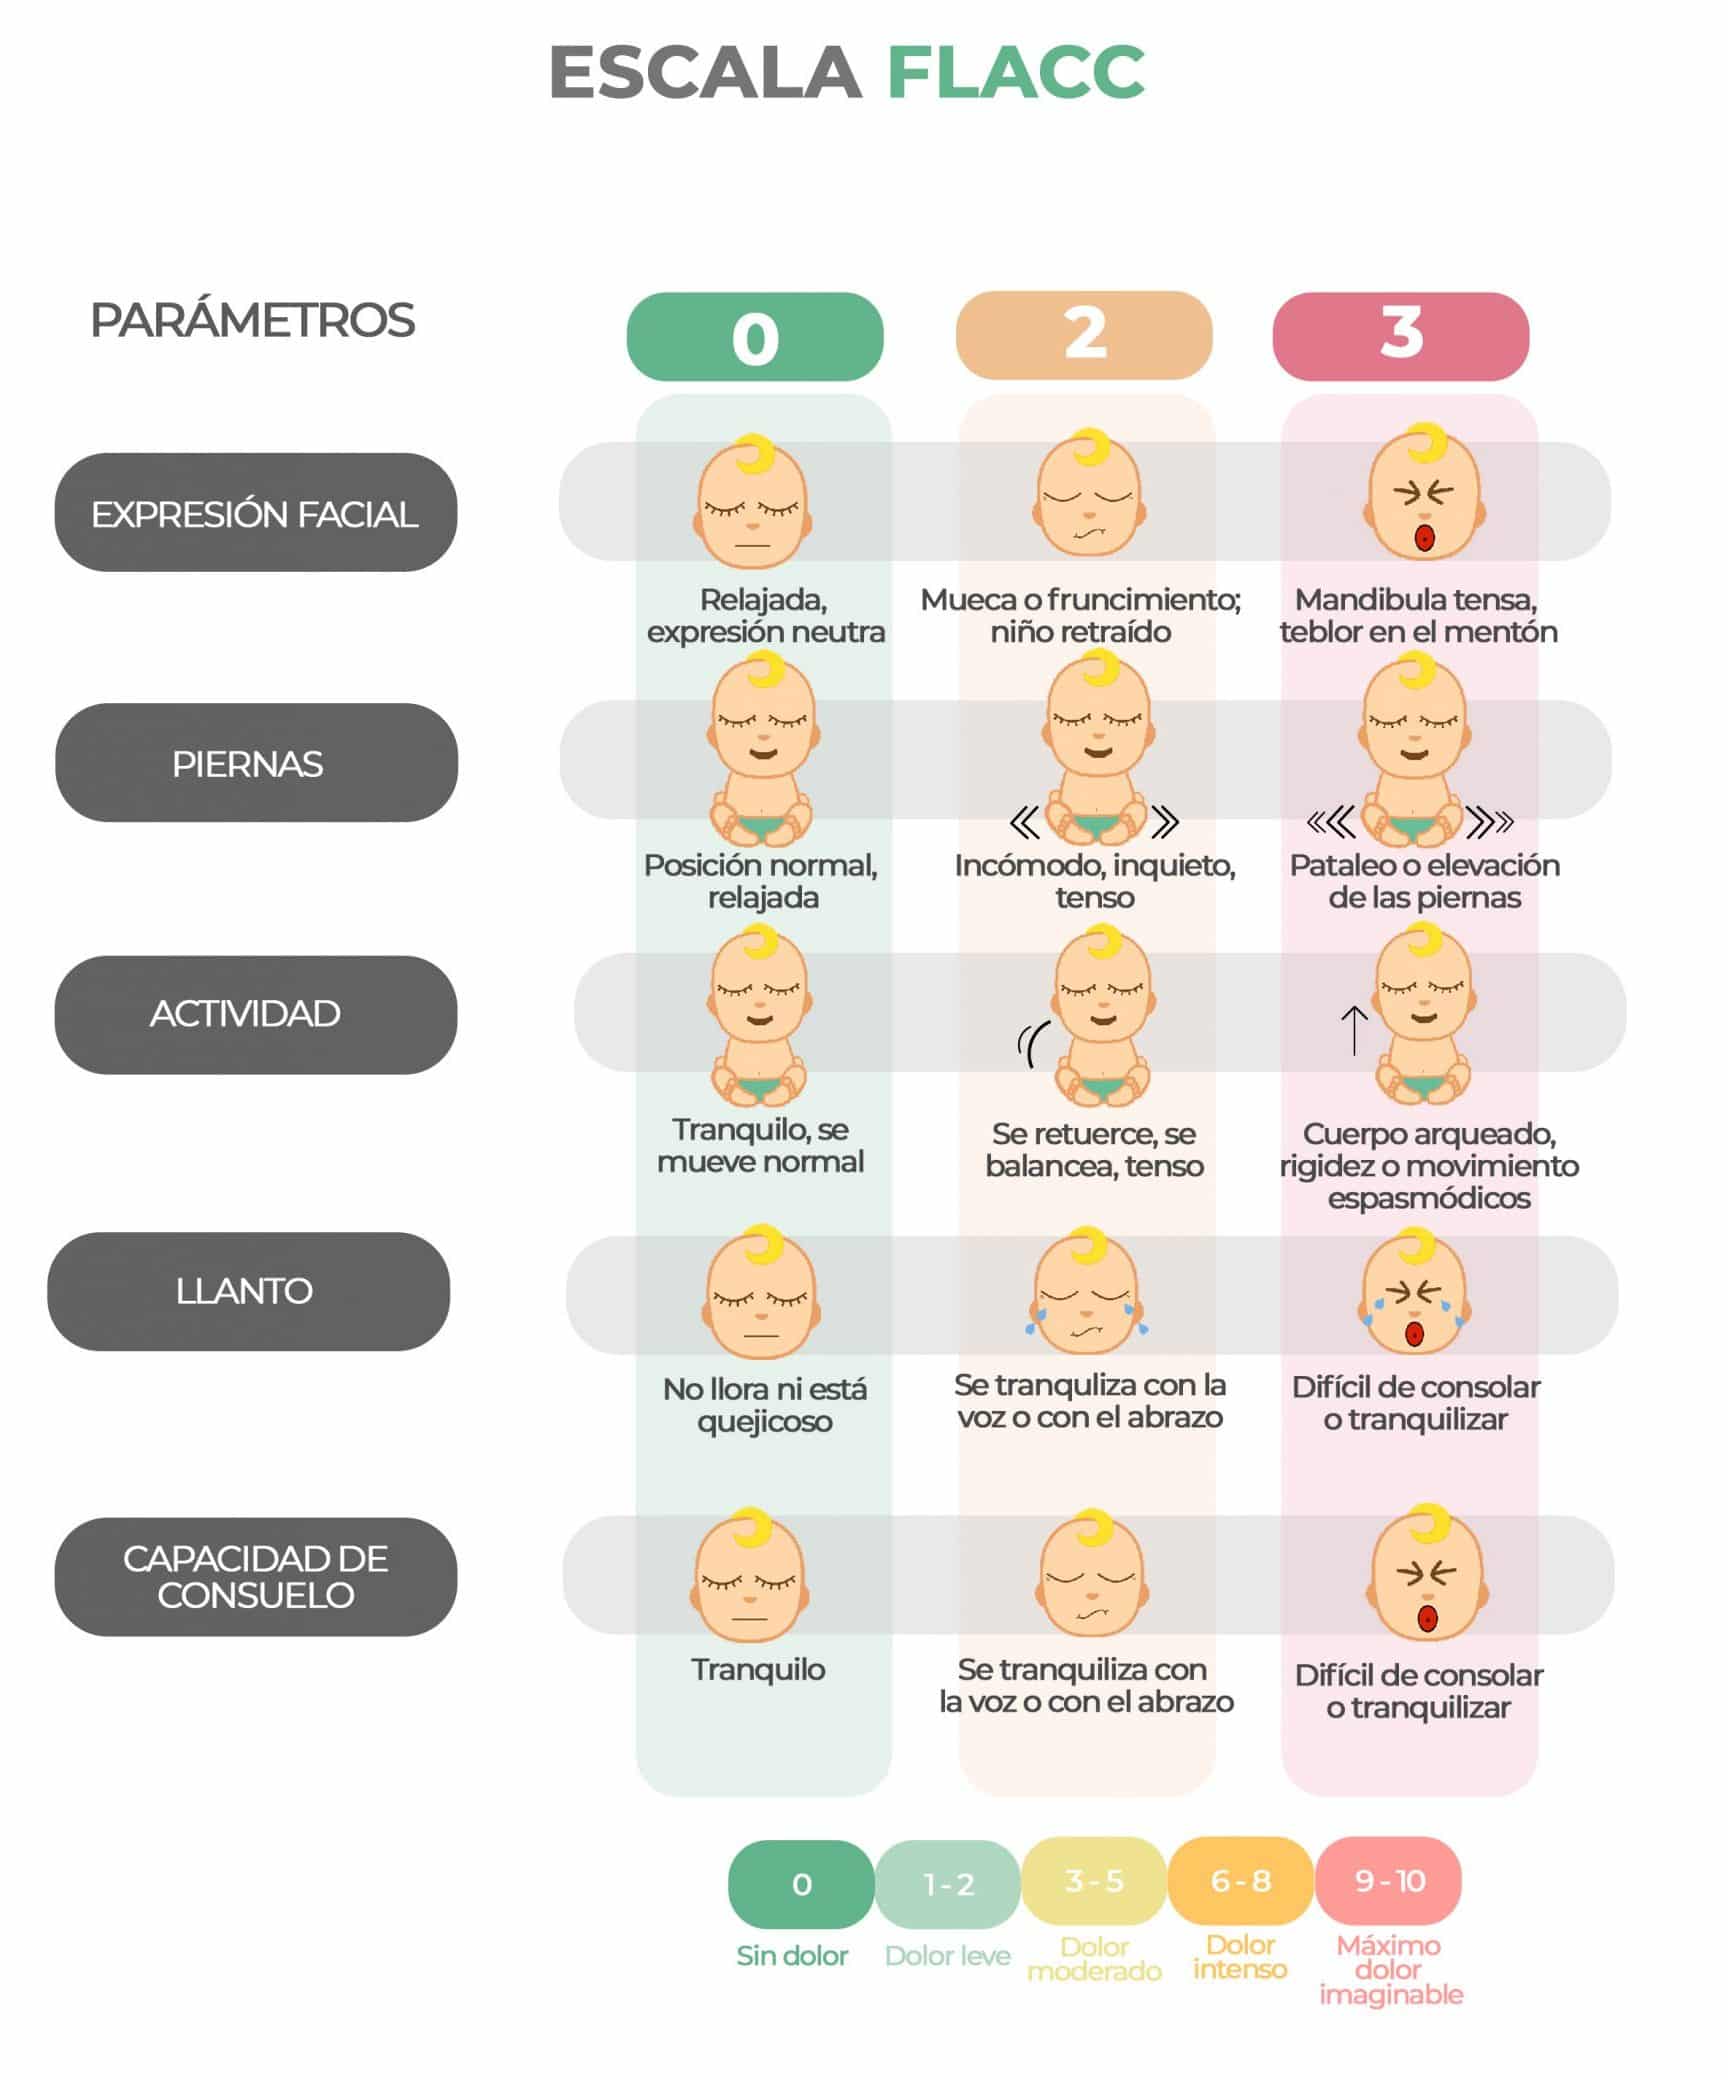 ESCALA FLACC
PARÁMETROS
0
2
3
EXPRESIÓN FACIAL
Relajada,
expresión neutra
Mueca o fruncimiento;
niño retraído
Mandibula tensa,
teblor en el mentón
PIERNAS
Posición normal,
relajada
Incómodo, inquieto,
tenso
Pataleo o elevación
de las piernas
ACTIVIDAD
Tranquilo, se
mueve normal
Se retuerce, se
balancea, tenso
Cuerpo arqueado,
rigidez o movimiento
espasmódicos
LLANTO
No llora ni está
quejicoso
Se tranquliza con la
voz o con el abrazo
Difícil de consolar
o tranquilizar
CAPACIDAD DE
CONSUELO
Tranquilo
Se tranquiliza con
la voz o con el abrazo
Difícil de consolar
o tranquilizar
0
Sin dolor
1 - 2
Dolor leve
3 - 5
Dolor
moderado
6 - 8
Dolor
intenso
9 - 10
Máximo
dolor
imaginable